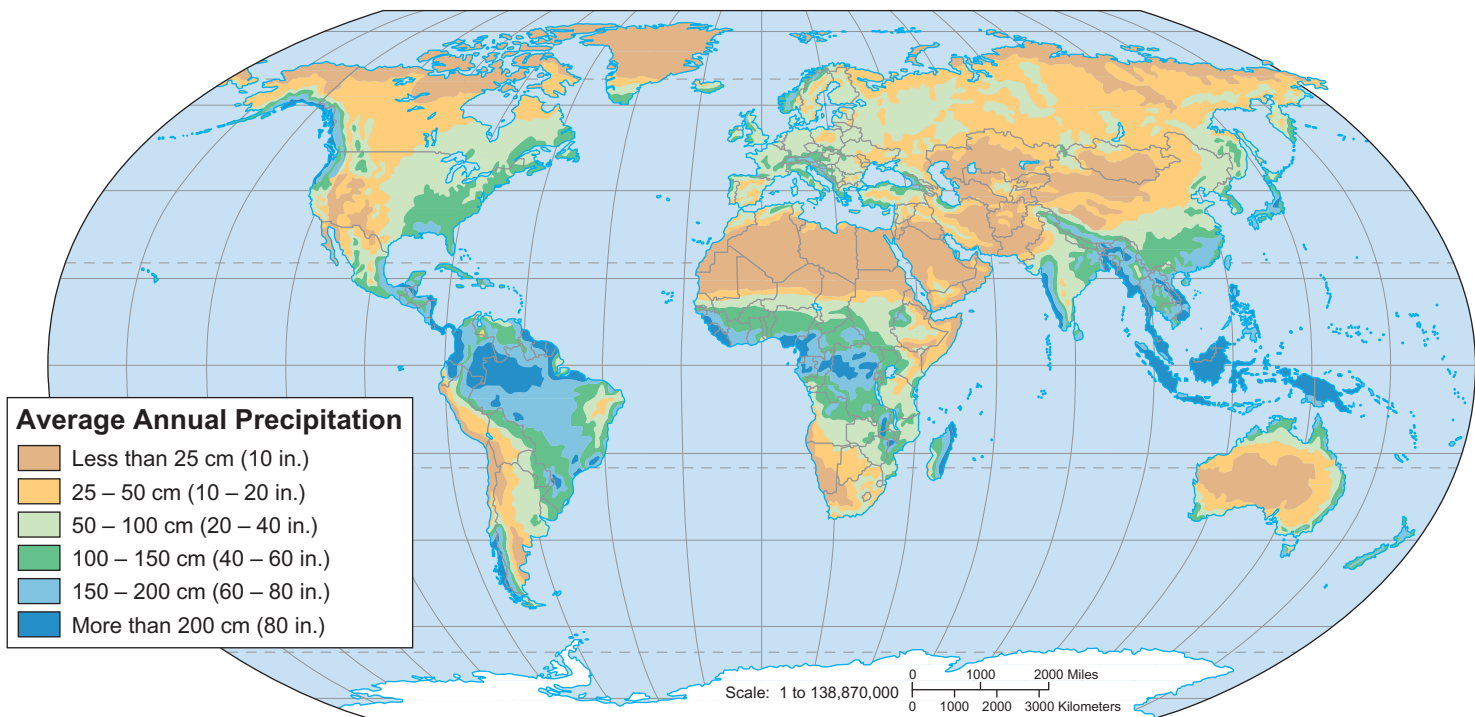 Average Annual Precipitation
Less than 25 cm (10 in.)
25 – 50 cm (10 – 20 in.)
50 – 100 cm (20 – 40 in.)
100 – 150 cm (40 – 60 in.)
150 – 200 cm (60 – 80 in.)
More than 200 cm (80 in.)
0 1000 2000 Miles
Scale: 1 to 138,870,000
0 1000 2000 3000 Kilometers